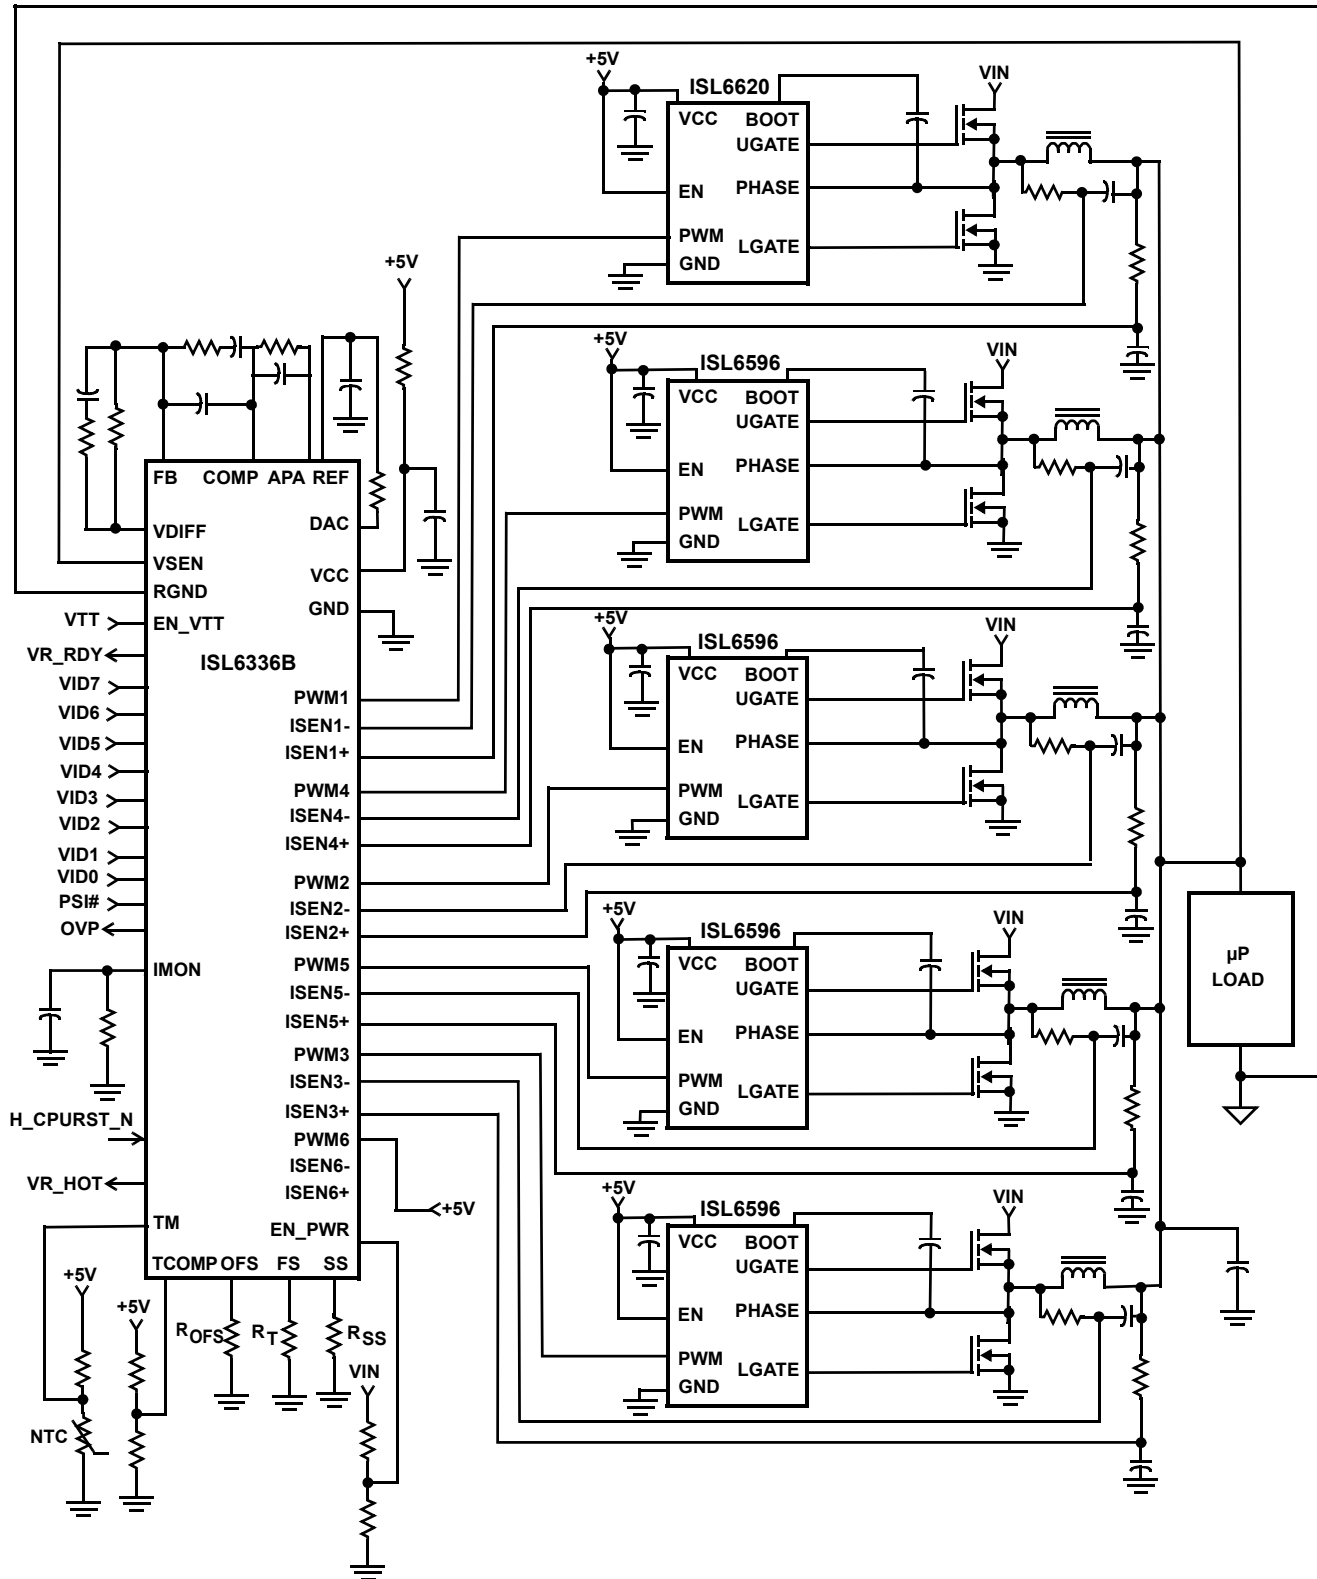 +5V
ISL6620
VIN
VCC
BOOT
UGATE
EN
PHASE
PWM
LGATE
GND
+5V
+5V
ISL6596
VIN
VCC
BOOT
UGATE
EN
PHASE
PWM
LGATE
GND
+5V
ISL6596
VIN
VCC
BOOT
UGATE
EN
PHASE
PWM
LGATE
GND
+5V
ISL6596
VIN
VCC
BOOT
UGATE
EN
PHASE
PWM
LGATE
GND
+5V
ISL6596
VIN
VCC
BOOT
UGATE
EN
PHASE
PWM
LGATE
GND
µP
LOAD
FB COMP APA REF
DAC
VDIFF
VSEN
RGND
VCC
GND
VTT
EN_VTT
VR_RDY
ISL6336B
VID7
VID6
VID5
VID4
VID3
VID2
VID1
VID0
PSI#
OVP
IMON
PWM1
ISEN1-
ISEN1+
PWM4
ISEN4-
ISEN4+
PWM2
ISEN2-
ISEN2+
PWM5
ISEN5-
ISEN5+
PWM3
ISEN3-
ISEN3+
PWM6
ISEN6-
ISEN6+
+5V
EN_PWR
H_CPURST_N
VR_HOT
TM
TCOMP OFS FS SS
+5V
+5V
ROFS
RT
RSS
VIN
NTC